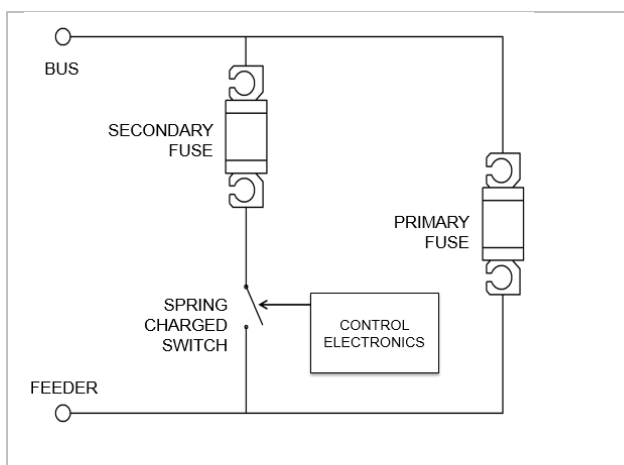 BUS
SECONDARY
FUSE
PRIMARY
FUSE
SPRING
CHARGED
SWITCH
CONTROL
ELECTRONICS
FEEDER